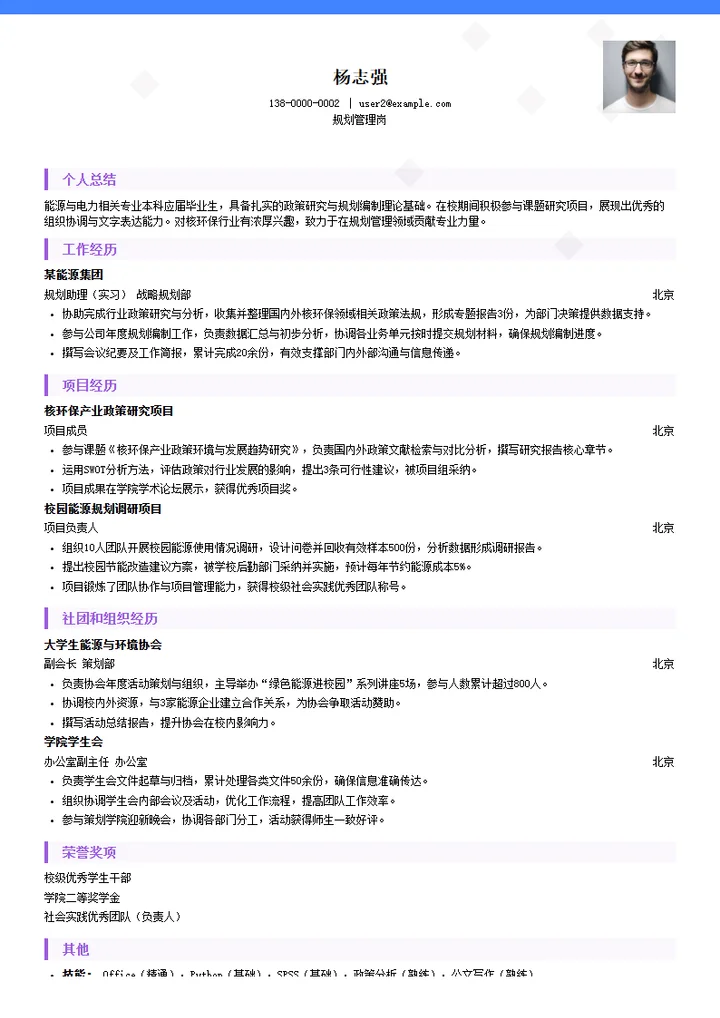 杨志强
138-0000-0002 | user2@example.com
规划管理岗
个人总结
能源与电力相关专业本科应届毕业生，具备扎实的政策研究与规划编制理论基础。在校期间积极参与课题研究项目，展现出优秀的
组织协调与文字表达能力。对核环保行业有浓厚兴趣，致力于在规划管理领域贡献专业力量。
工作经历
某能源集团
规划助理（实习） 战略规划部 北京
• 协助完成行业政策研究与分析，收集并整理国内外核环保领域相关政策法规，形成专题报告3份，为部门决策提供数据支持。
• 参与公司年度规划编制工作，负责数据汇总与初步分析，协调各业务单元按时提交规划材料，确保规划编制进度。
• 撰写会议纪要及工作简报，累计完成20余份，有效支撑部门内外部沟通与信息传递。
项目经历
核环保产业政策研究项目
项目成员 北京
• 参与课题《核环保产业政策环境与发展趋势研究》，负责国内外政策文献检索与对比分析，撰写研究报告核心章节。
• 运用SWOT分析方法，评估政策对行业发展的影响，提出3条可行性建议，被项目组采纳。
• 项目成果在学院学术论坛展示，获得优秀项目奖。
校园能源规划调研项目
项目负责人 北京
• 组织10人团队开展校园能源使用情况调研，设计问卷并回收有效样本500份，分析数据形成调研报告。
• 提出校园节能改造建议方案，被学校后勤部门采纳并实施，预计每年节约能源成本5%。
• 项目锻炼了团队协作与项目管理能力，获得校级社会实践优秀团队称号。
社团和组织经历
大学生能源与环境协会
副会长 策划部 北京
• 负责协会年度活动策划与组织，主导举办“绿色能源进校园”系列讲座5场，参与人数累计超过800人。
• 协调校内外资源，与3家能源企业建立合作关系，为协会争取活动赞助。
• 撰写活动总结报告，提升协会在校内影响力。
学院学生会
办公室副主任 办公室 北京
• 负责学生会文件起草与归档，累计处理各类文件50余份，确保信息准确传达。
• 组织协调学生会内部会议及活动，优化工作流程，提高团队工作效率。
• 参与策划学院迎新晚会，协调各部门分工，活动获得师生一致好评。
荣誉奖项
校级优秀学生干部
学院二等奖学金
社会实践优秀团队（负责人）
其他
• 技能： Office（精通），Python（基础），SPSS（基础），政策分析（熟练），公文写作（熟练）